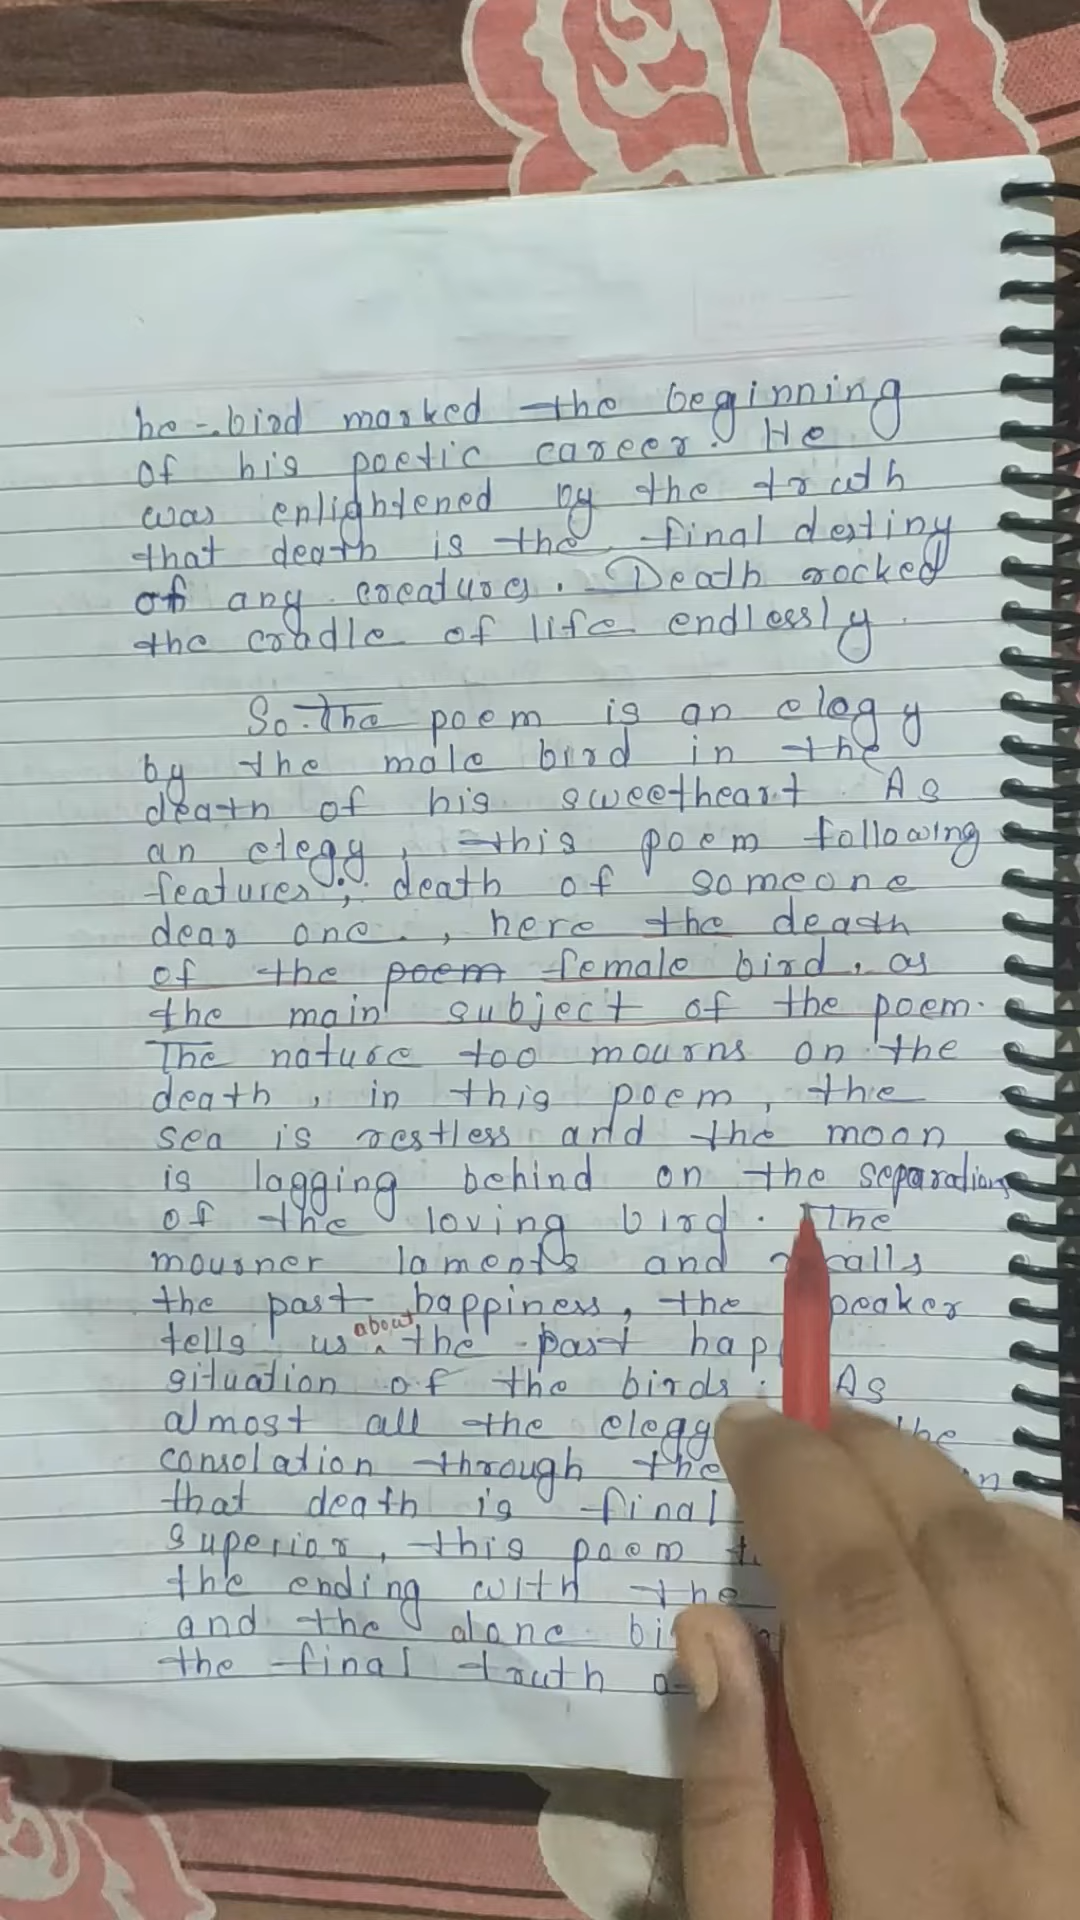 he-bird marked the beginning
of his poetic career. He
was enlightened by the truth
that death is the final destiny
of any creatures. Death rocked
the cradle of life endlessly.
So The poem is an elegy
by the male bird in the
death of his sweetheart. As
an elegy, this poem following
features; death of someone
dear one, here the death
of the poem female bird, as
the main subject of the poem.
The nature too mourns on the
death, in this poem, the
sea is restless and the moon
is lagging behind on the separation
of the loving bird. The
mourner laments and recalls
the past happiness, the speaker
tells us about the past
situation of the birds. As
almost all the elegy
consolation through the
that death is final
superior, this poem
the ending with the
and the alone
the final truth